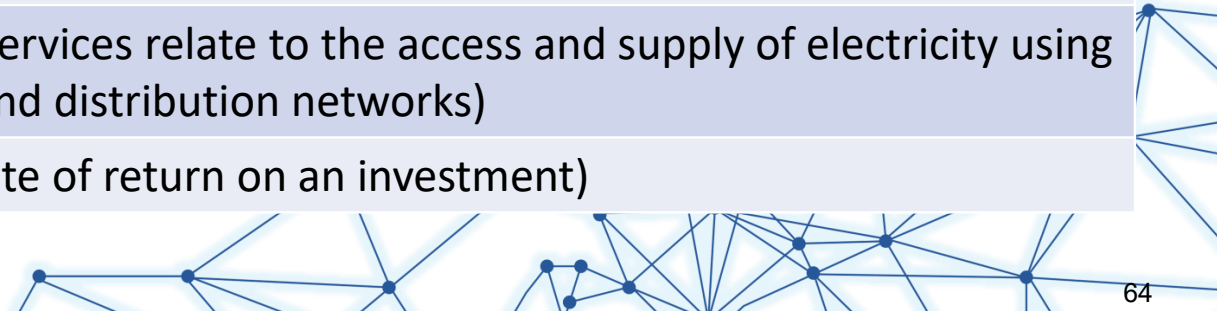 ervices relate to the access and supply of electricity using
nd distribution networks)
te of return on an investment)
64